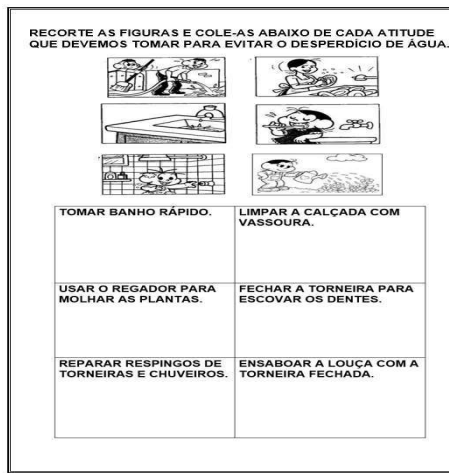 RECORTE AS FIGURAS E COLE-AS ABAIXO DE CADA ATITUDE
QUE DEVEMOS TOMAR PARA EVITAR O DESPERDÍCIO DE ÁGUA.
TOMAR BANHO RÁPIDO.
LIMPAR A CALÇADA COM
VASSOURA.
USAR O REGADOR PARA
MOLHAR AS PLANTAS.
FECHAR A TORNEIRA PARA
ESCOVAR OS DENTES.
REPARAR RESPINGOS DE
TORNEIRAS E CHUVEIROS.
ENSABOAR A LOUÇA COM A
TORNEIRA FECHADA.